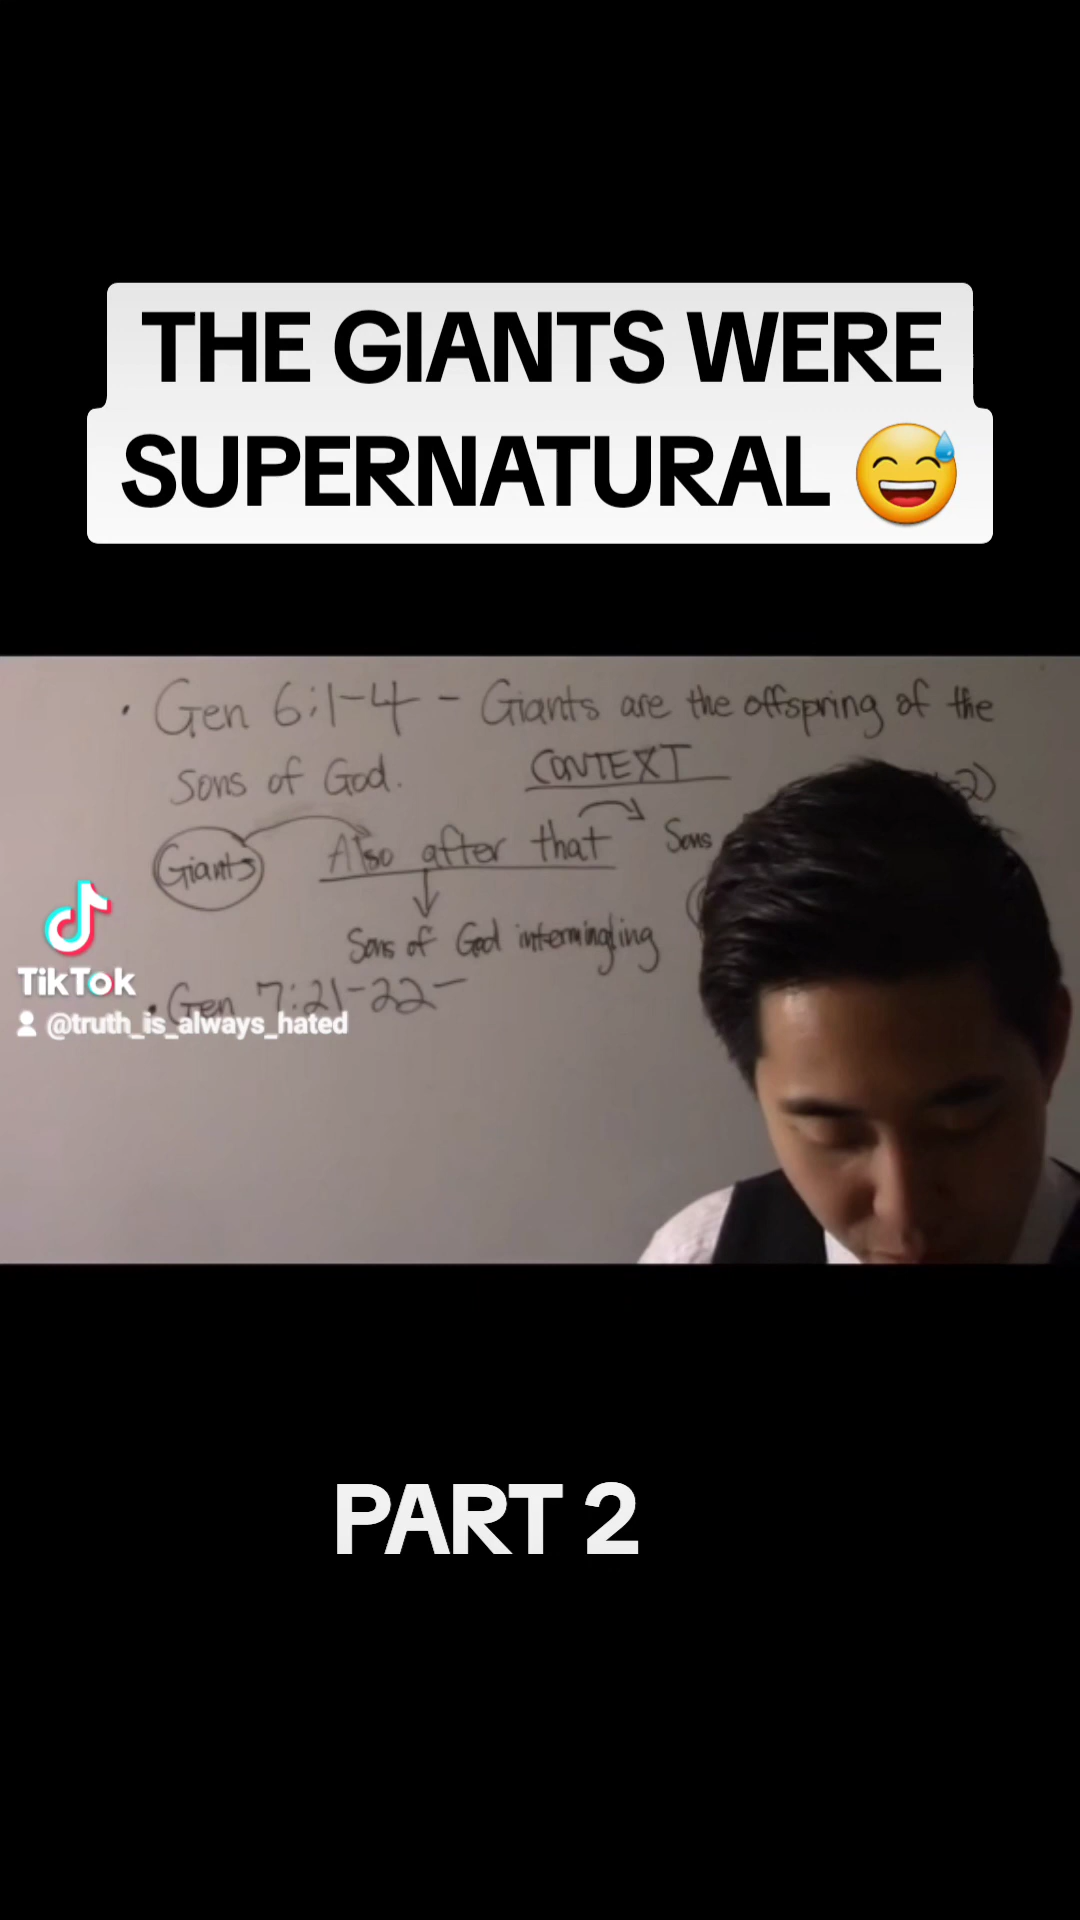 THE GIANTS WERE
SUPERNATURAL 😅
• Gen 6:1-4 - Giants are the offspring of the
Sons of God.
CONTEXT
2)
Giants
Also after that
Sons
Sons of God intermingling
• Gen 7:21-22-
TikTok
@truth_is_always_hated
PART 2